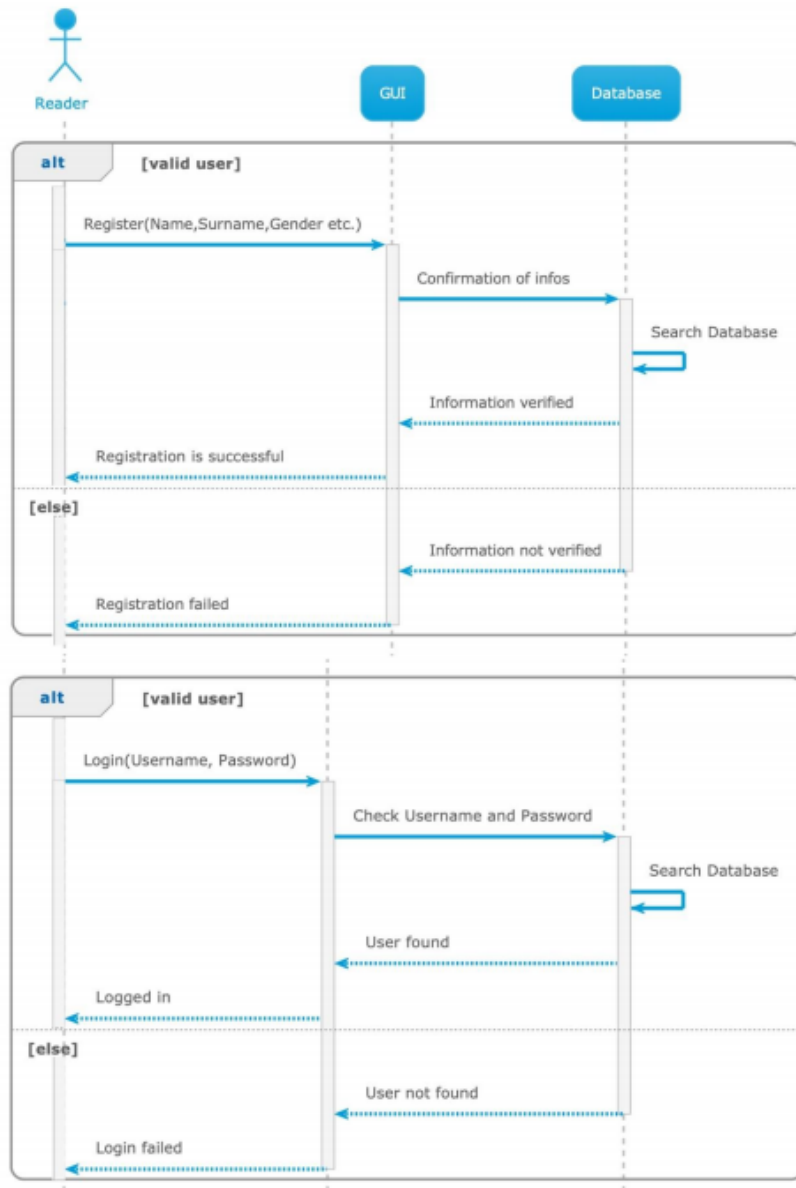 Reader
GUI
Database
alt
[valid user]
Register(Name,Surname,Gender etc.)
Confirmation of infos
Search Database
Information verified
Registration is successful
[else]
Information not verified
Registration failed
alt
[valid user]
Login(Username, Password)
Check Username and Password
Search Database
User found
Logged in
[else]
User not found
Login failed